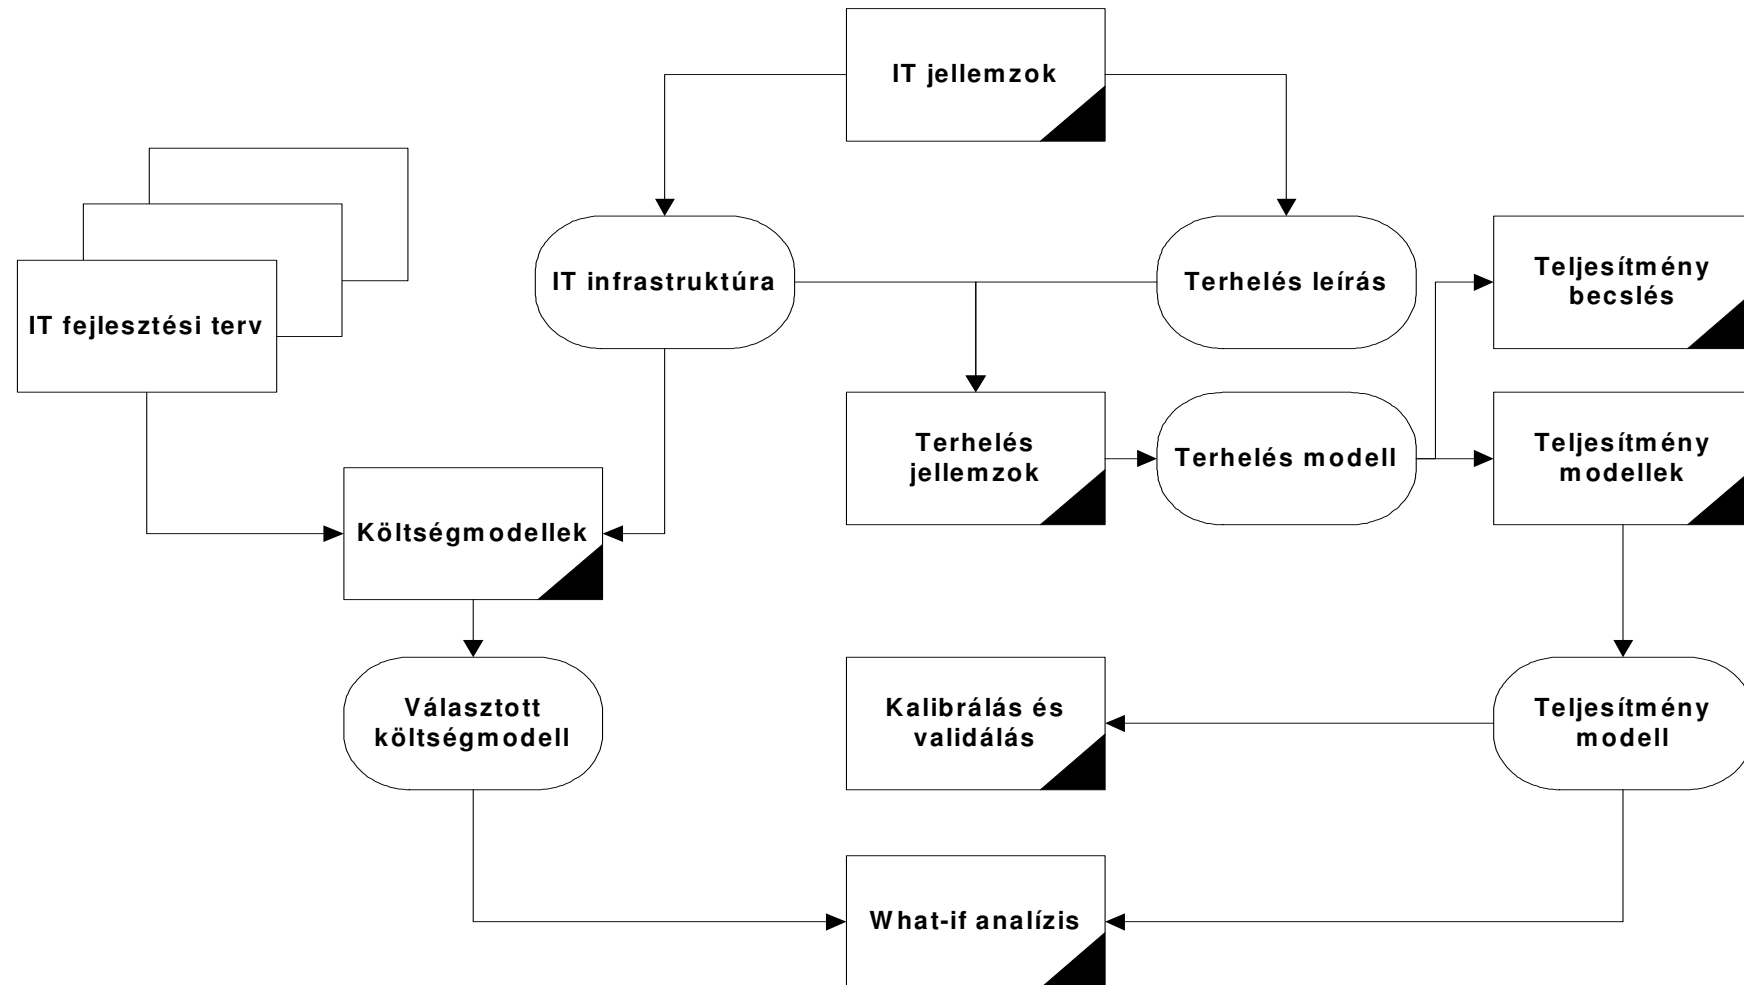 IT jellemzok
IT infrastruktúra
Terhelés leírás
Teljesítmény
becslés
IT fejlesztési terv
Terhelés
jellemzok
Terhelés modell
Teljesítmény
modellek
Költségmodellek
Választott
költségmodell
Kalibrálás és
validálás
Teljesítmény
modell
What-if analízis